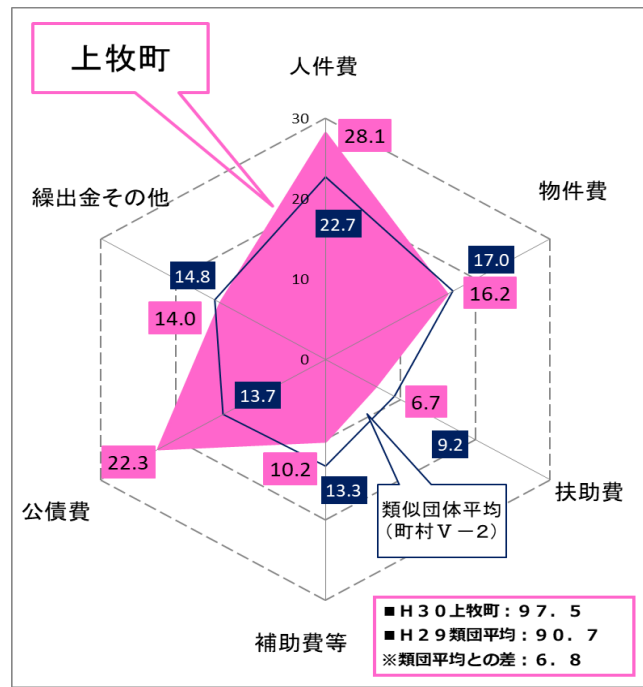 上牧町
人件費
30
28.1
物件費
繰出金その他
20
22.7
17.0
14.8
16.2
10
14.0
0
13.7
6.7
22.3
10.2
9.2
13.3
公債費
類似団体平均
（町村Ⅴ－2）
扶助費
補助費等
■Ｈ３０上牧町：９７．５
■Ｈ２９類団平均：９０．７
※類団平均との差：６．８